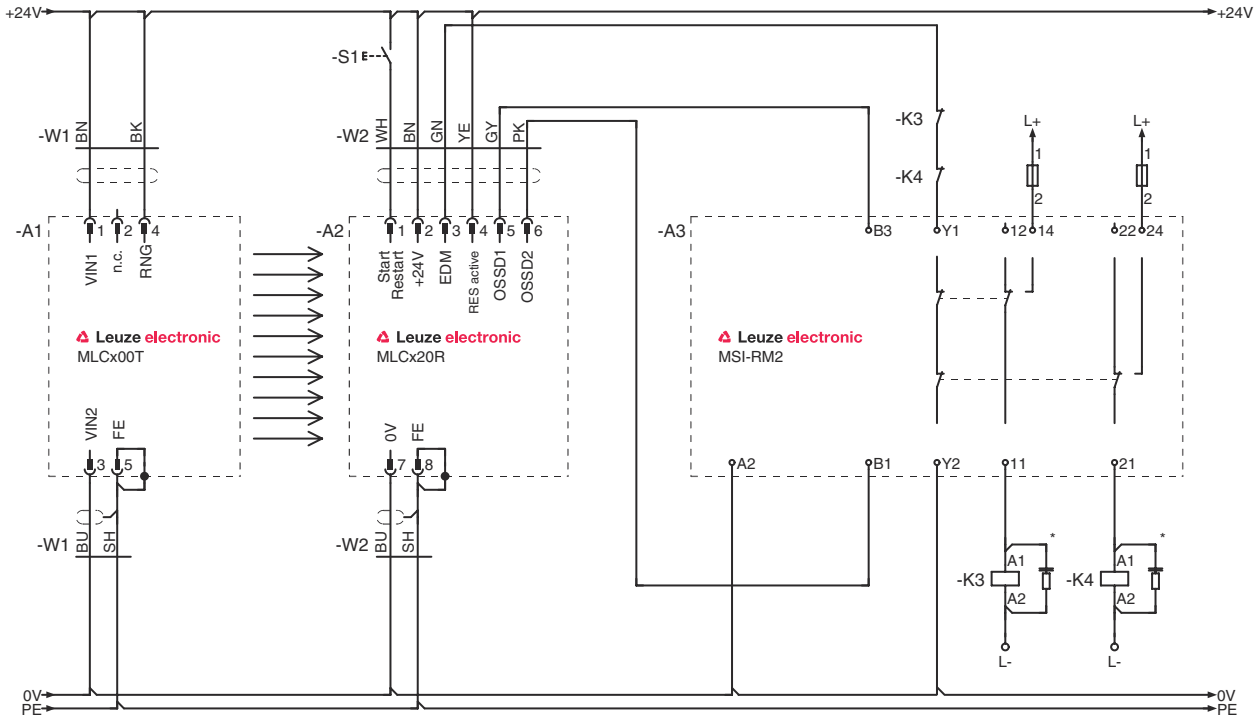 +24V
+24V
-S1
-W1
BN
BK
-W2
WH
BN
GN
YE
GY
PK
-K3
-K4
L+
1
2
L+
1
2
-A1
1
2
4
VIN1
n.c.
RNG
-A2
1
2
3
4
5
6
Start
Restart
+24V
EDM
RES active
OSSD1
OSSD2
-A3
B3
Y1
12
14
22
24
Leuze electronic
MLCx00T
Leuze electronic
MLCx20R
Leuze electronic
MSI-RM2
VIN2
FE
3
5
0V
FE
7
8
A2
B1
Y2
11
21
-W1
BU
SH
-W2
BU
SH
-K3
A1
A2
*
L-
-K4
A1
A2
*
L-
0V
PE
0V
PE